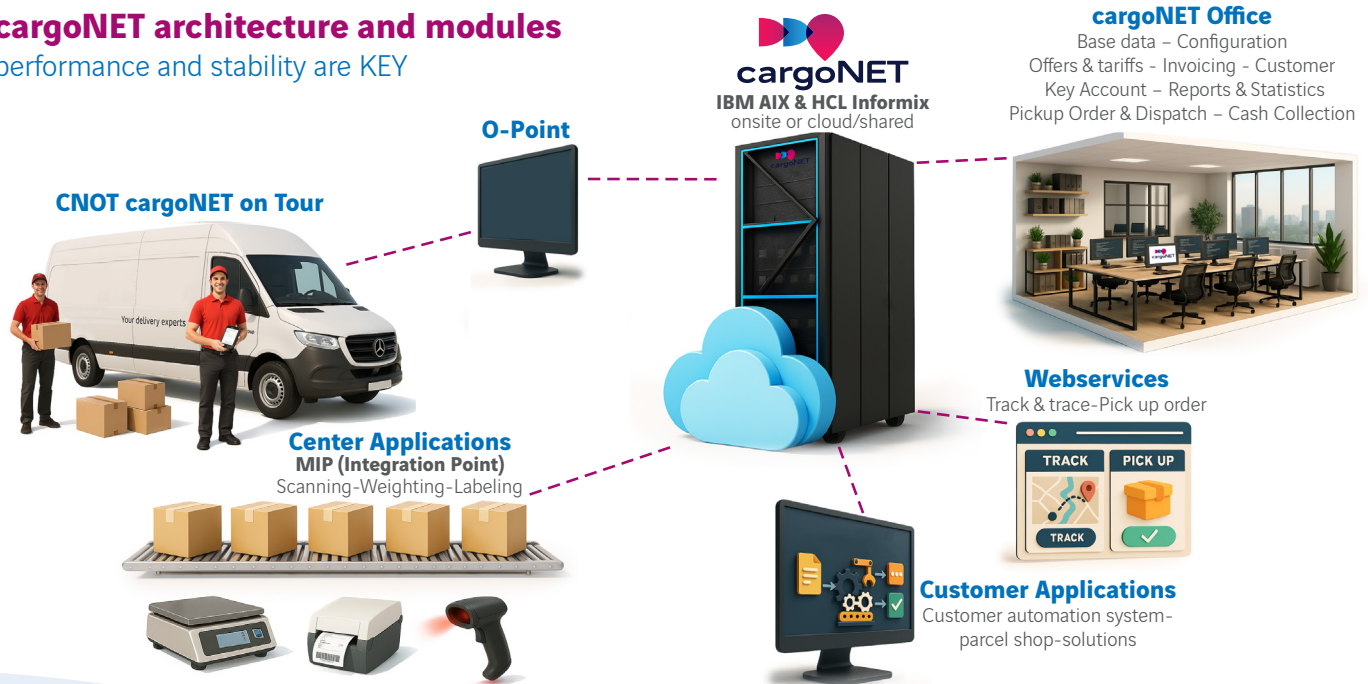 cargoNET architecture and modules
performance and stability are KEY
cargoNET
IBM AIX & HCL Informix
onsite or cloud/shared
cargoNET
cargoNET Office
Base data – Configuration
Offers & tariffs - Invoicing - Customer
Key Account – Reports & Statistics
Pickup Order & Dispatch – Cash Collection
cargoNET
O-Point
CNOT cargoNET on Tour
Your delivery experts
Center Applications
MIP (Integration Point)
Scanning-Weighting-Labeling
Webservices
Track & trace-Pick up order
TRACK
PICK UP
TRACK
Customer Applications
Customer automation system-
parcel shop-solutions